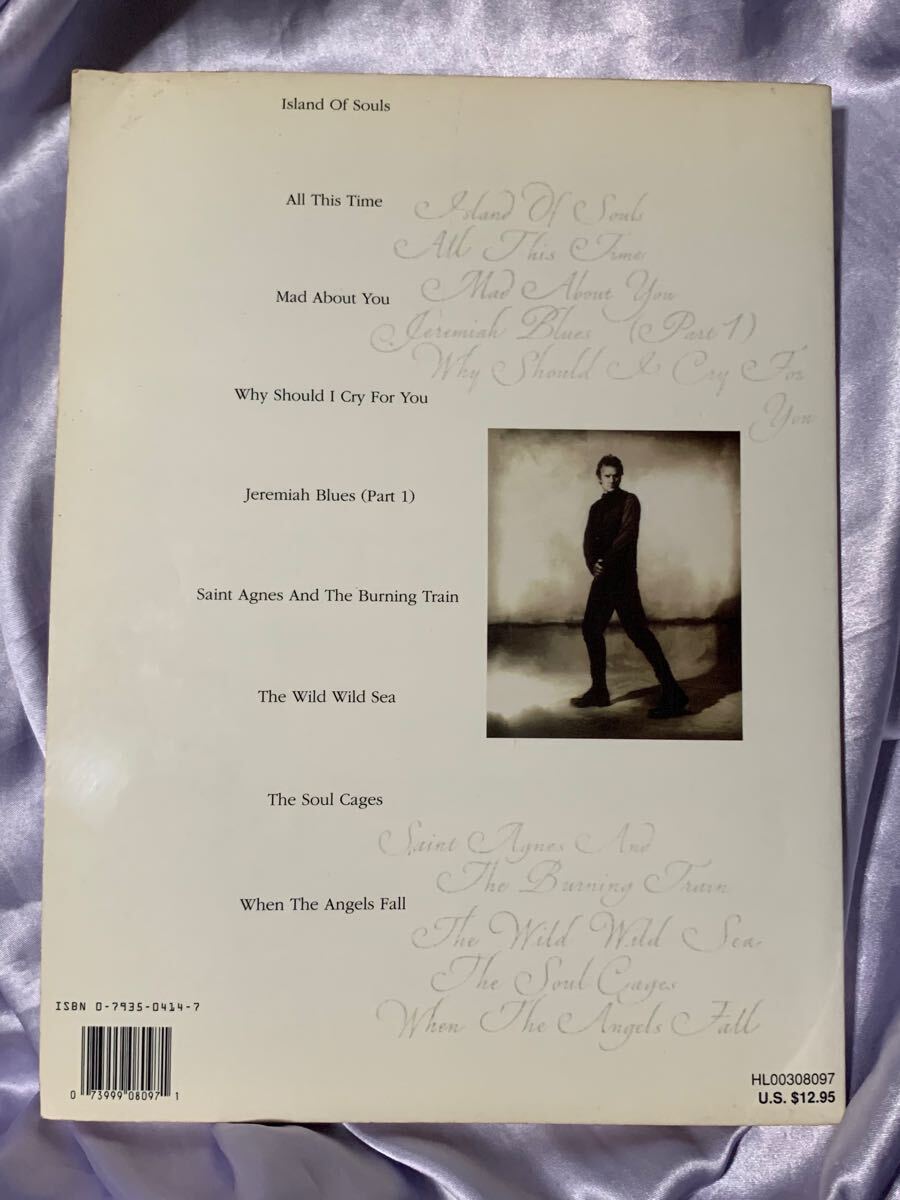 Island Of Souls
All This Time
Mad About You
Why Should I Cry For You
Jeremiah Blues (Part 1)
Saint Agnes And The Burning Train
The Wild Wild Sea
The Soul Cages
When The Angels Fall
Island Of Souls
All This Time
Mad About You
Jeremiah Blues (Part 1)
Why Should I Cry For
You
Saint Agnes And
The Burning Train
The Wild Wild Sea
The Soul Cages
When The Angels Fall
ISBN 0-7935-0414-7
0 73999 08097 1
HL00308097
U.S. $12.95